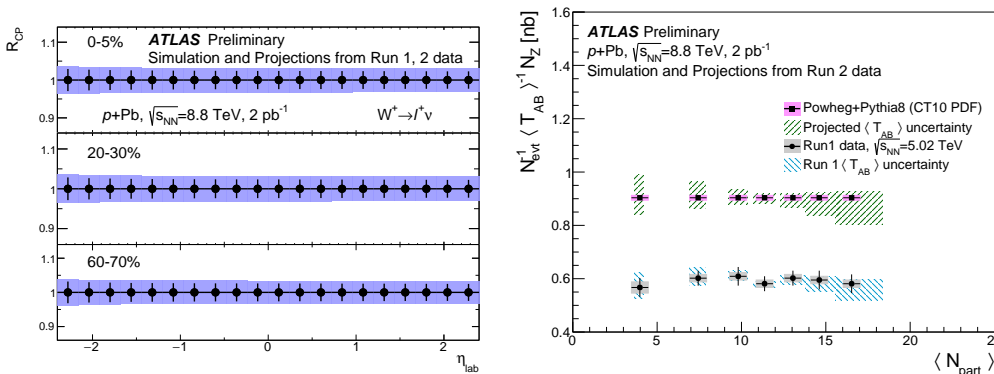 R_CP
1.1
0-5%
ATLAS Preliminary
Simulation and Projections from Run 1, 2 data
1
p+Pb, √s_NN=8.8 TeV, 2 pb⁻¹
W⁺→l⁺ν
0.9
1.1
20-30%
1
0.9
1.1
60-70%
1
0.9
−2 −1 0 1 2
η_lab
N_evt⁻¹ ⟨ T_AB ⟩⁻¹ N_Z [nb]
1.6
1.4
1.2
1
0.8
0.6
0.4
ATLAS Preliminary
p+Pb, √s_NN=8.8 TeV, 2 pb⁻¹
Simulation and Projections from Run 2 data
Powheg+Pythia8 (CT10 PDF)
Projected ⟨ T_AB ⟩ uncertainty
Run1 data, √s_NN=5.02 TeV
Run 1 ⟨ T_AB ⟩ uncertainty
0 5 10 15 20
⟨ N_part ⟩